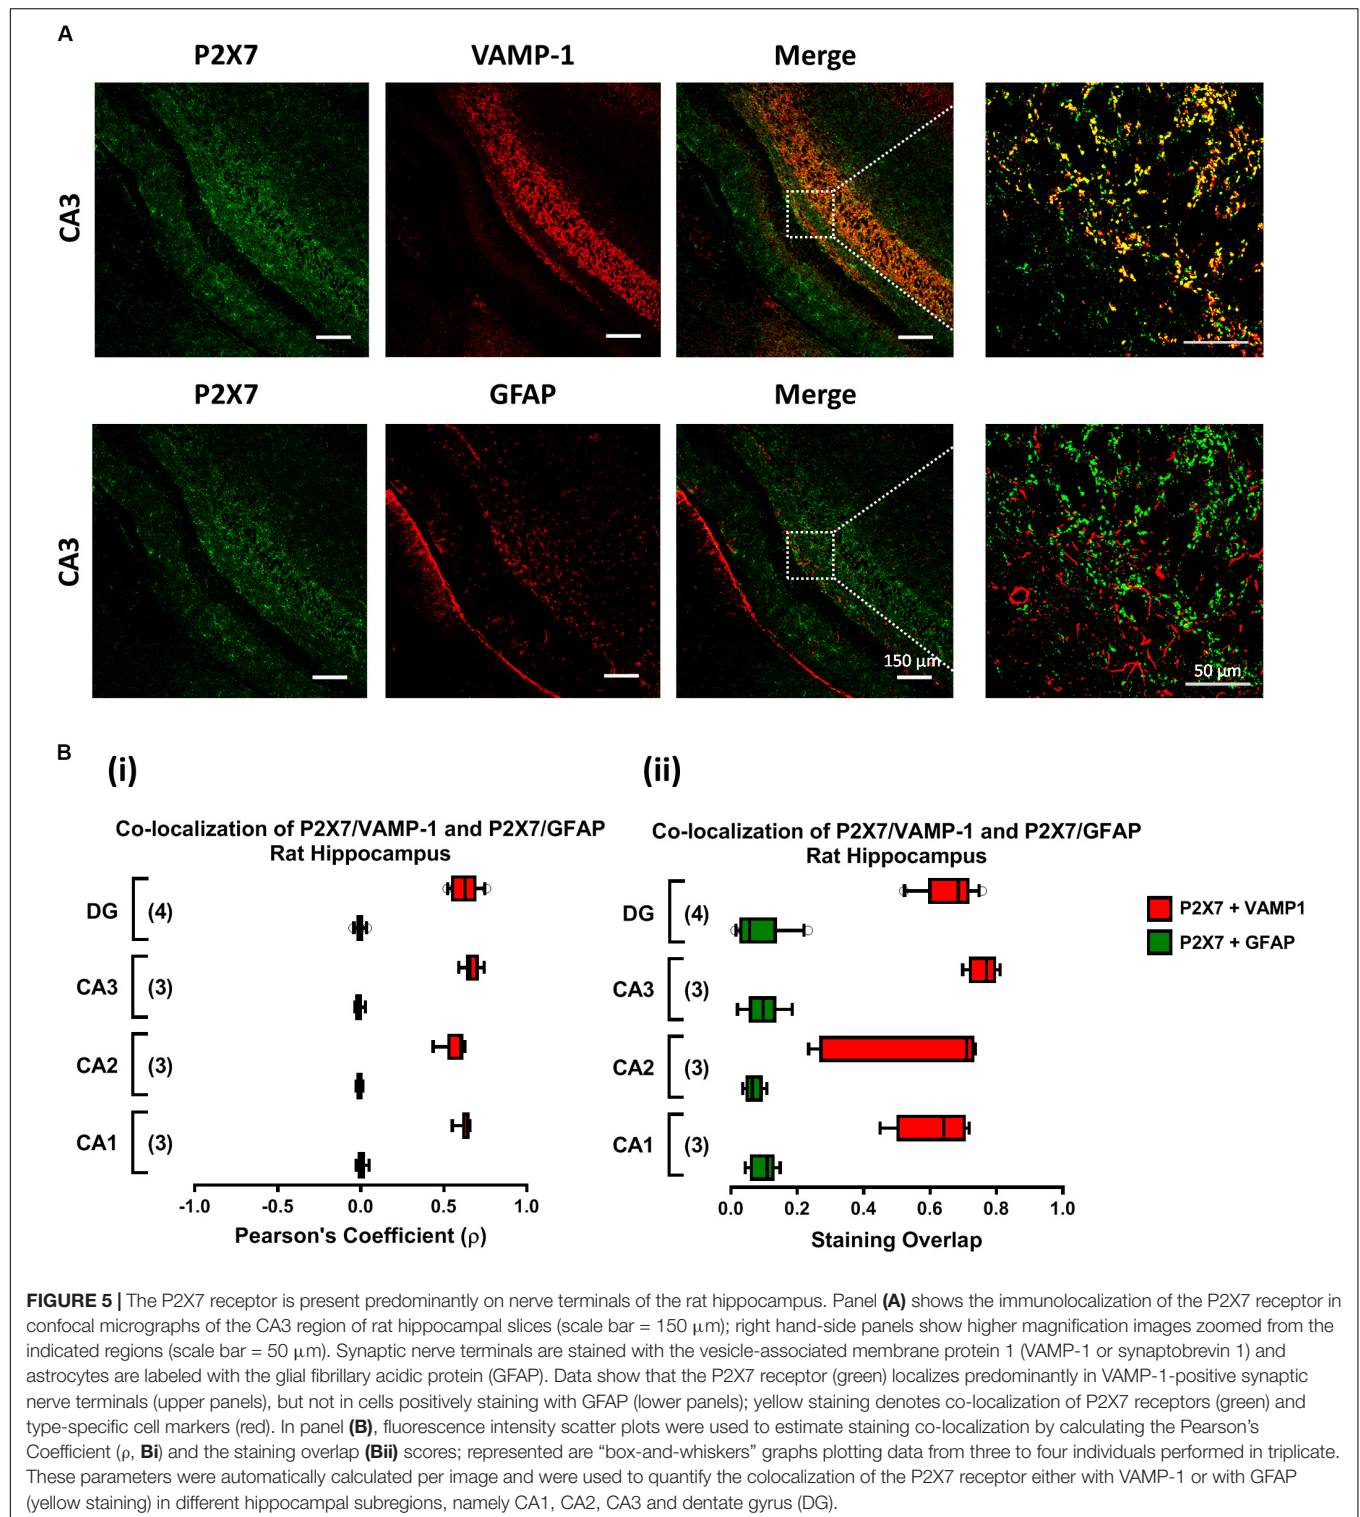 A
P2X7 VAMP-1 Merge
CA3
P2X7 GFAP Merge
CA3
150 µm
50 µm
B
(i)
Co-localization of P2X7/VAMP-1 and P2X7/GFAP
Rat Hippocampus
DG (4)
CA3 (3)
CA2 (3)
CA1 (3)
-1.0 -0.5 0.0 0.5 1.0
Pearson's Coefficient (ρ)
(ii)
Co-localization of P2X7/VAMP-1 and P2X7/GFAP
Rat Hippocampus
DG (4)
CA3 (3)
CA2 (3)
CA1 (3)
0.0 0.2 0.4 0.6 0.8 1.0
Staining Overlap
P2X7 + VAMP1
P2X7 + GFAP
FIGURE 5 | The P2X7 receptor is present predominantly on nerve terminals of the rat hippocampus. Panel (A) shows the immunolocalization of the P2X7 receptor in
confocal micrographs of the CA3 region of rat hippocampal slices (scale bar = 150 µm); right hand-side panels show higher magnification images zoomed from the
indicated regions (scale bar = 50 µm). Synaptic nerve terminals are stained with the vesicle-associated membrane protein 1 (VAMP-1 or synaptobrevin 1) and
astrocytes are labeled with the glial fibrillary acidic protein (GFAP). Data show that the P2X7 receptor (green) localizes predominantly in VAMP-1-positive synaptic
nerve terminals (upper panels), but not in cells positively staining with GFAP (lower panels); yellow staining denotes co-localization of P2X7 receptors (green) and
type-specific cell markers (red). In panel (B), fluorescence intensity scatter plots were used to estimate staining co-localization by calculating the Pearson's
Coefficient (ρ, Bi) and the staining overlap (Bii) scores; represented are "box-and-whiskers" graphs plotting data from three to four individuals performed in triplicate.
These parameters were automatically calculated per image and were used to quantify the colocalization of the P2X7 receptor either with VAMP-1 or with GFAP
(yellow staining) in different hippocampal subregions, namely CA1, CA2, CA3 and dentate gyrus (DG).